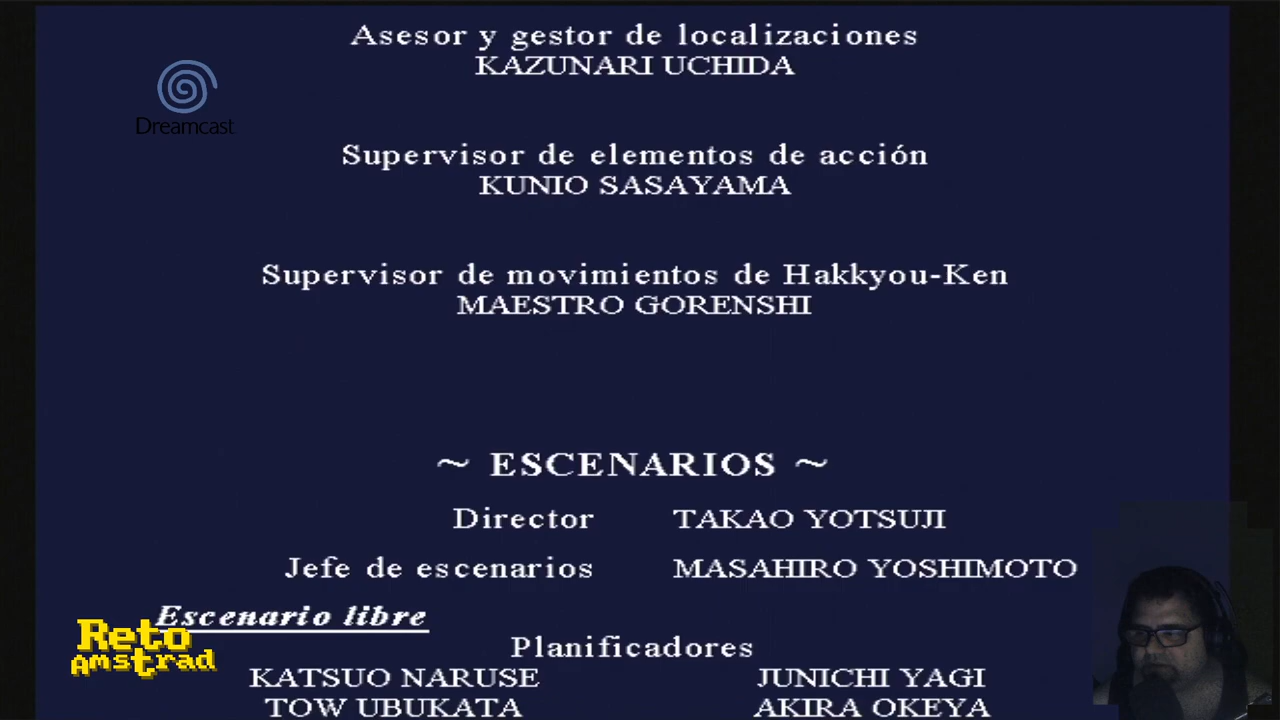 Asesor y gestor de localizaciones
KAZUNARI UCHIDA
Dreamcast
Supervisor de elementos de acción
KUNIO SASAYAMA
Supervisor de movimientos de Hakkyou-Ken
MAESTRO GORENSHI
~ ESCENARIOS ~
Director TAKAO YOTSUJI
Jefe de escenarios MASAHIRO YOSHIMOTO
Escenario libre
Reto
Amstrad
Planificadores
KATSUO NARUSE JUNICHI YAGI
TOW UBUKATA AKIRA OKEYA